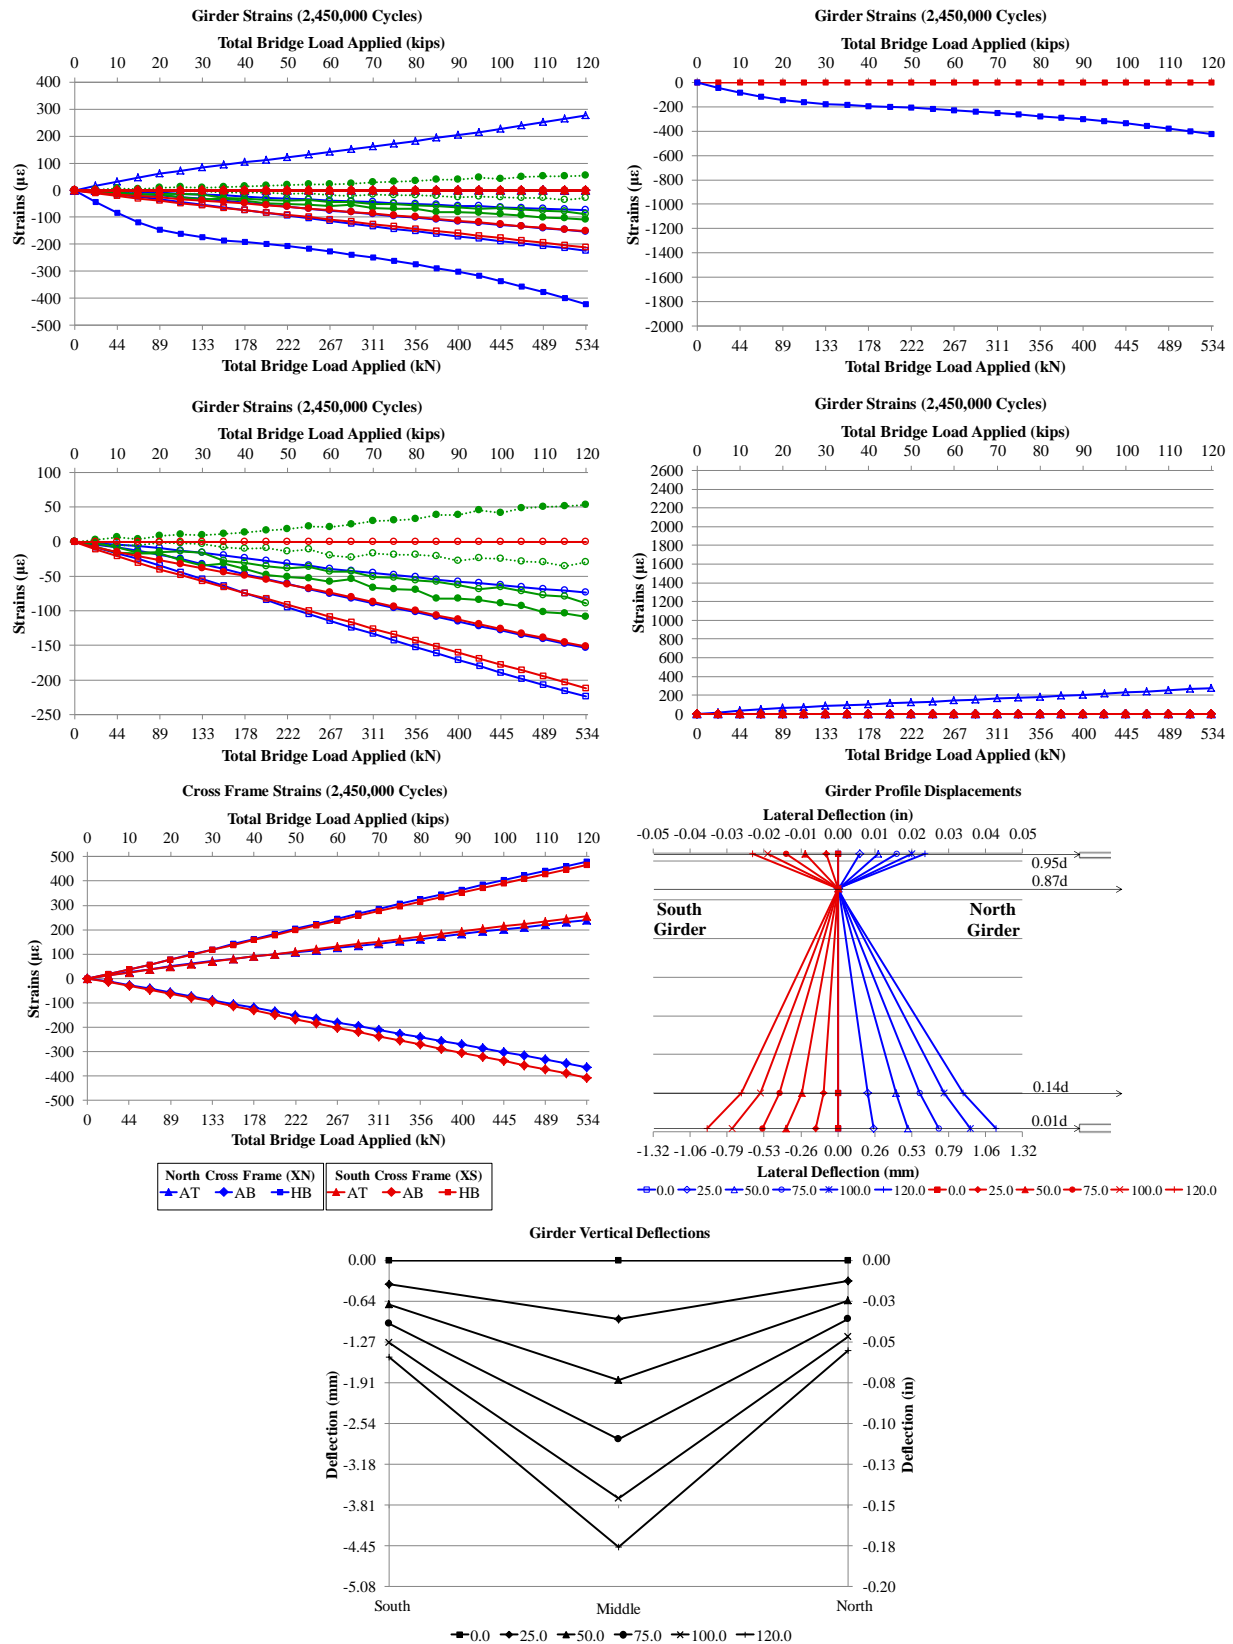 Girder Strains (2,450,000 Cycles)
Total Bridge Load Applied (kips)
0 10 20 30 40 50 60 70 80 90 100 110 120
400
300
200
100
0
-100
-200
-300
-400
-500
Strains (με)
0 44 89 133 178 222 267 311 356 400 445 489 534
Total Bridge Load Applied (kN)
Girder Strains (2,450,000 Cycles)
Total Bridge Load Applied (kips)
0 10 20 30 40 50 60 70 80 90 100 110 120
0
-200
-400
-600
-800
-1000
-1200
-1400
-1600
-1800
-2000
Strains (με)
0 44 89 133 178 222 267 311 356 400 445 489 534
Total Bridge Load Applied (kN)
Girder Strains (2,450,000 Cycles)
Total Bridge Load Applied (kips)
0 10 20 30 40 50 60 70 80 90 100 110 120
100
50
0
-50
-100
-150
-200
-250
Strains (με)
0 44 89 133 178 222 267 311 356 400 445 489 534
Total Bridge Load Applied (kN)
Girder Strains (2,450,000 Cycles)
Total Bridge Load Applied (kips)
0 10 20 30 40 50 60 70 80 90 100 110 120
2600
2400
2200
2000
1800
1600
1400
1200
1000
800
600
400
200
0
Strains (με)
0 44 89 133 178 222 267 311 356 400 445 489 534
Total Bridge Load Applied (kN)
Cross Frame Strains (2,450,000 Cycles)
Total Bridge Load Applied (kips)
0 10 20 30 40 50 60 70 80 90 100 110 120
500
400
300
200
100
0
-100
-200
-300
-400
-500
Strains (με)
0 44 89 133 178 222 267 311 356 400 445 489 534
Total Bridge Load Applied (kN)
North Cross Frame (XN) South Cross Frame (XS)
AT AB HB AT AB HB
Girder Profile Displacements
Lateral Deflection (in)
-0.05 -0.04 -0.03 -0.02 -0.01 0.00 0.01 0.02 0.03 0.04 0.05
0.95d
0.87d
South Girder
North Girder
0.14d
0.01d
-1.32 -1.06 -0.79 -0.53 -0.26 0.00 0.26 0.53 0.79 1.06 1.32
Lateral Deflection (mm)
0.0 25.0 50.0 75.0 100.0 120.0 0.0 25.0 50.0 75.0 100.0 120.0
Girder Vertical Deflections
0.00
-0.64
-1.27
-1.91
-2.54
-3.18
-3.81
-4.45
-5.08
Deflection (mm)
0.00
-0.03
-0.05
-0.08
-0.10
-0.13
-0.15
-0.18
-0.20
Deflection (in)
South Middle North
0.0 25.0 50.0 75.0 100.0 120.0